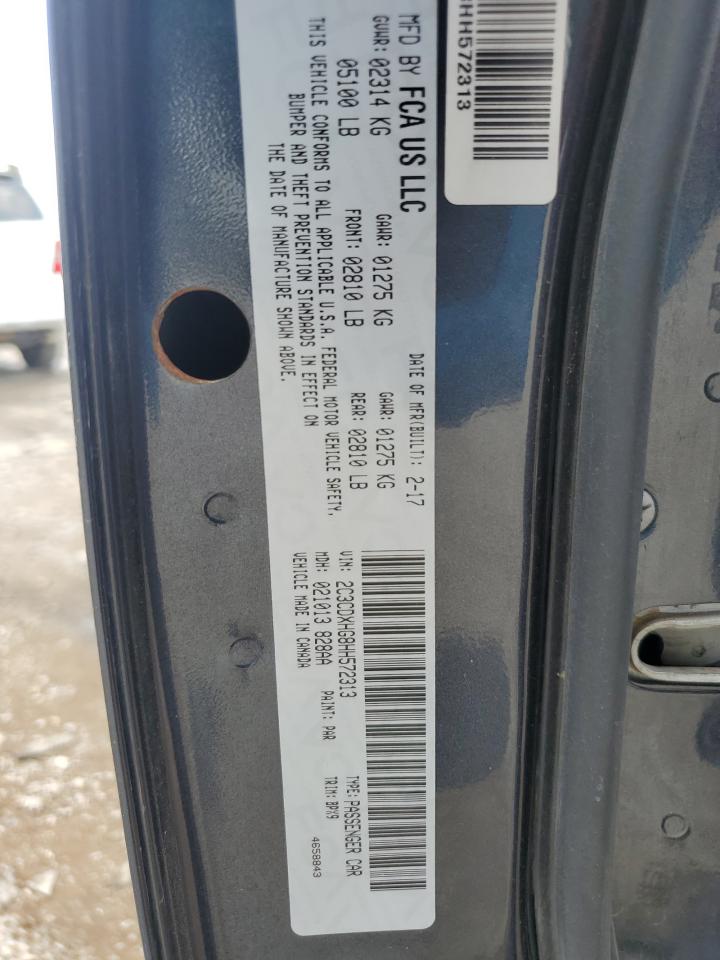 HH572313
MFD BY FCA US LLC
DATE OF MFR(BUILT): 2-17
GVWR: 02314 KG GAWR: 01275 KG GAWR: 01275 KG
05100 LB FRONT: 02810 LB REAR: 02810 LB
THIS VEHICLE CONFORMS TO ALL APPLICABLE U.S.A. FEDERAL MOTOR VEHICLE SAFETY,
BUMPER AND THEFT PREVENTION STANDARDS IN EFFECT ON
THE DATE OF MANUFACTURE SHOWN ABOVE.
VIN: 2C3CDXHG8HH572313 TYPE: PASSENGER CAR
MDH: 021013 828AA PAINT: PAR TRIM: BPX9
VEHICLE MADE IN CANADA 4658843